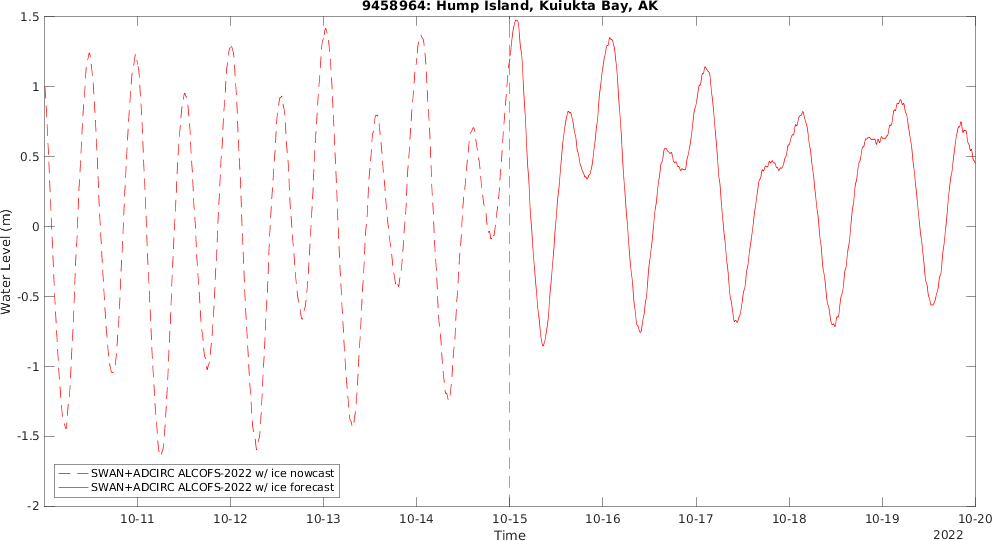 9458964: Hump Island, Kuiukta Bay, AK
1.5
1
0.5
0
-0.5
-1
-1.5
-2
Water Level (m)
SWAN+ADCIRC ALCOFS-2022 w/ ice nowcast
SWAN+ADCIRC ALCOFS-2022 w/ ice forecast
10-11 10-12 10-13 10-14 10-15 10-16 10-17 10-18 10-19 10-20
Time
2022